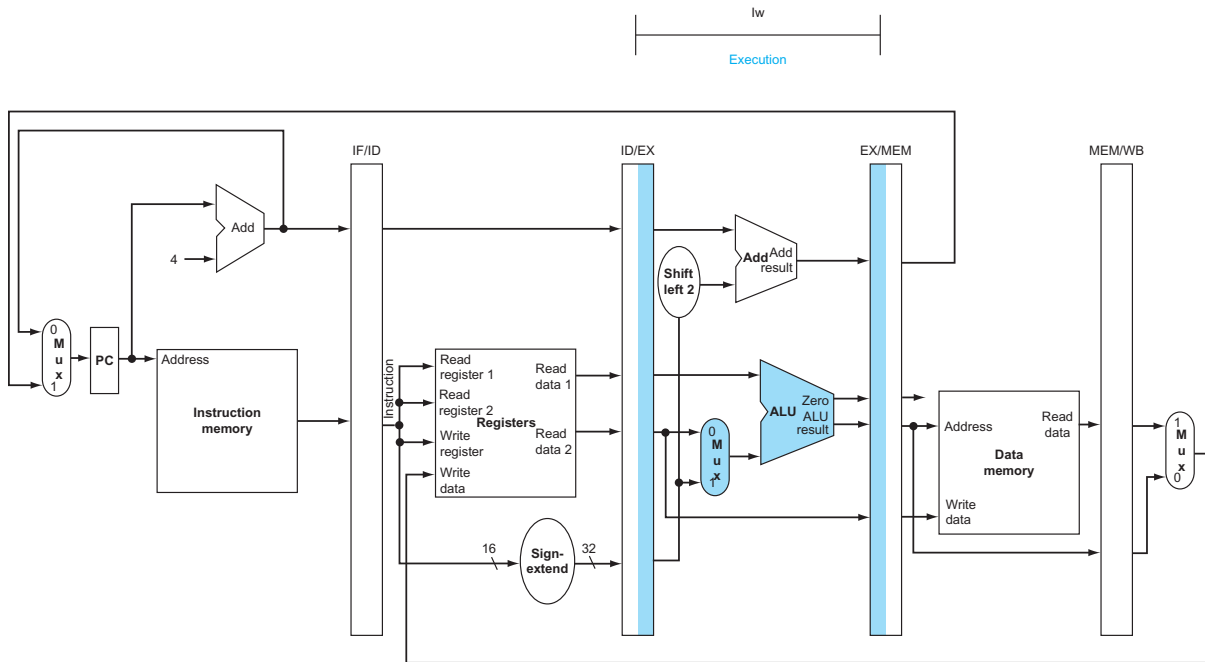 lw
Execution
IF/ID
ID/EX
EX/MEM
MEM/WB
Add
4
Shift
left 2
Add
Add
result
0
M
u
x
1
PC
Address
Instruction
memory
Instruction
Read
register 1
Read
register 2
Write
register
Write
data
Registers
Read
data 1
Read
data 2
16
Sign-
extend
32
0
M
u
x
1
ALU
Zero
ALU
result
Address
Write
data
Data
memory
Read
data
1
M
u
x
0